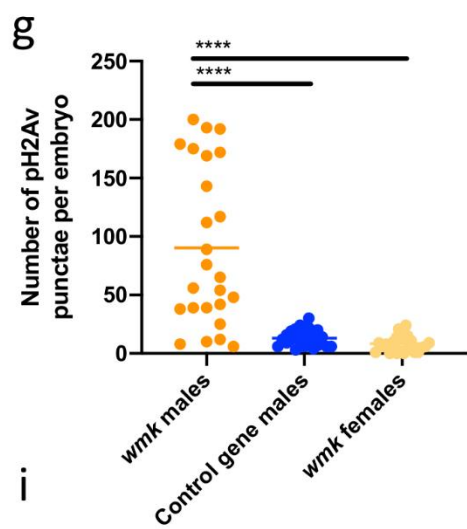 g
****
****
250
200
150
100
50
0
Number of pH2Av
punctae per embryo
wmk males
Control gene males
wmk females
i